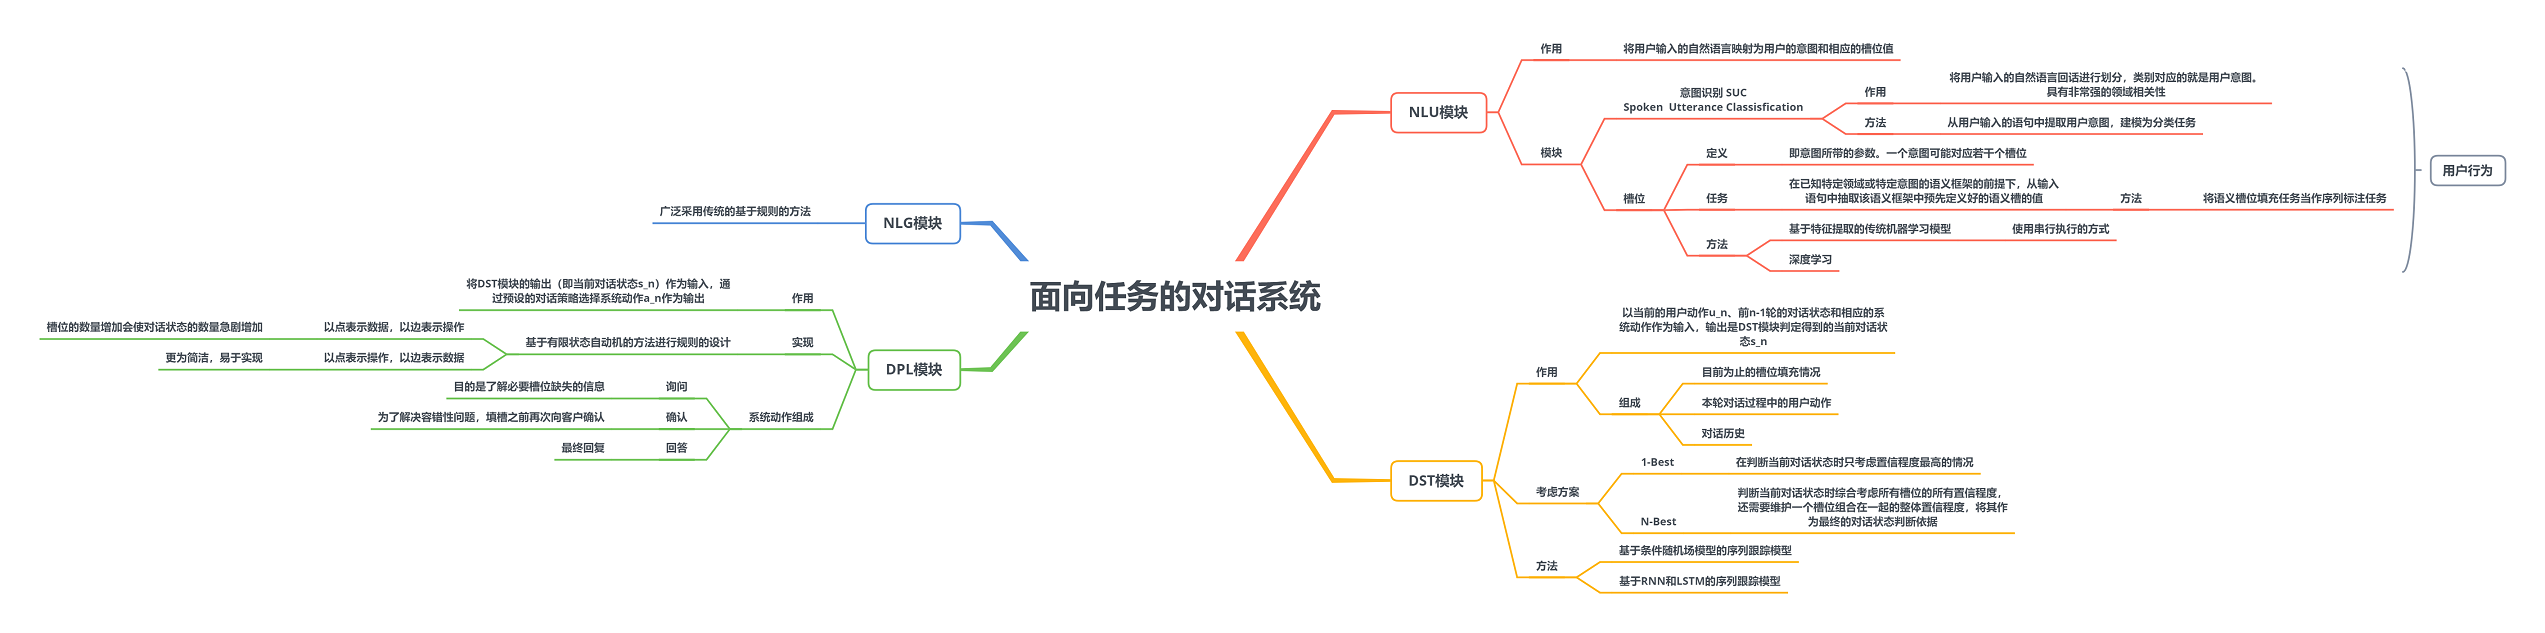 面向任务的对话系统
NLU模块
作用
将用户输入的自然语言映射为用户的意图和相应的槽位值
模块
意图识别 SUC
Spoken  Utterance Classisfication
作用
将用户输入的自然语言回话进行划分，类别对应的就是用户意图。
具有非常强的领域相关性
方法
从用户输入的语句中提取用户意图，建模为分类任务
槽位
定义
即意图所带的参数。一个意图可能对应若干个槽位
任务
在已知特定领域或特定意图的语义框架的前提下，从输入
语句中抽取该语义框架中预先定义好的语义槽的值
方法
将语义槽位填充任务当作序列标注任务
方法
基于特征提取的传统机器学习模型
使用串行执行的方式
深度学习
用户行为
DST模块
作用
以当前的用户动作u_n、前n-1轮的对话状态和相应的系
统动作作为输入，输出是DST模块判定得到的当前对话状
态s_n
组成
目前为止的槽位填充情况
本轮对话过程中的用户动作
对话历史
考虑方案
1-Best
在判断当前对话状态时只考虑置信程度最高的情况
N-Best
判断当前对话状态时综合考虑所有槽位的所有置信程度，
还需要维护一个槽位组合在一起的整体置信程度，将其作
为最终的对话状态判断依据
方法
基于条件随机场模型的序列跟踪模型
基于RNN和LSTM的序列跟踪模型
NLG模块
广泛采用传统的基于规则的方法
DPL模块
作用
将DST模块的输出（即当前对话状态s_n）作为输入，通
过预设的对话策略选择系统动作a_n作为输出
实现
基于有限状态自动机的方法进行规则的设计
以点表示数据，以边表示操作
槽位的数量增加会使对话状态的数量急剧增加
以点表示操作，以边表示数据
更为简洁，易于实现
系统动作组成
询问
目的是了解必要槽位缺失的信息
确认
为了解决容错性问题，填槽之前再次向客户确认
回答
最终回复